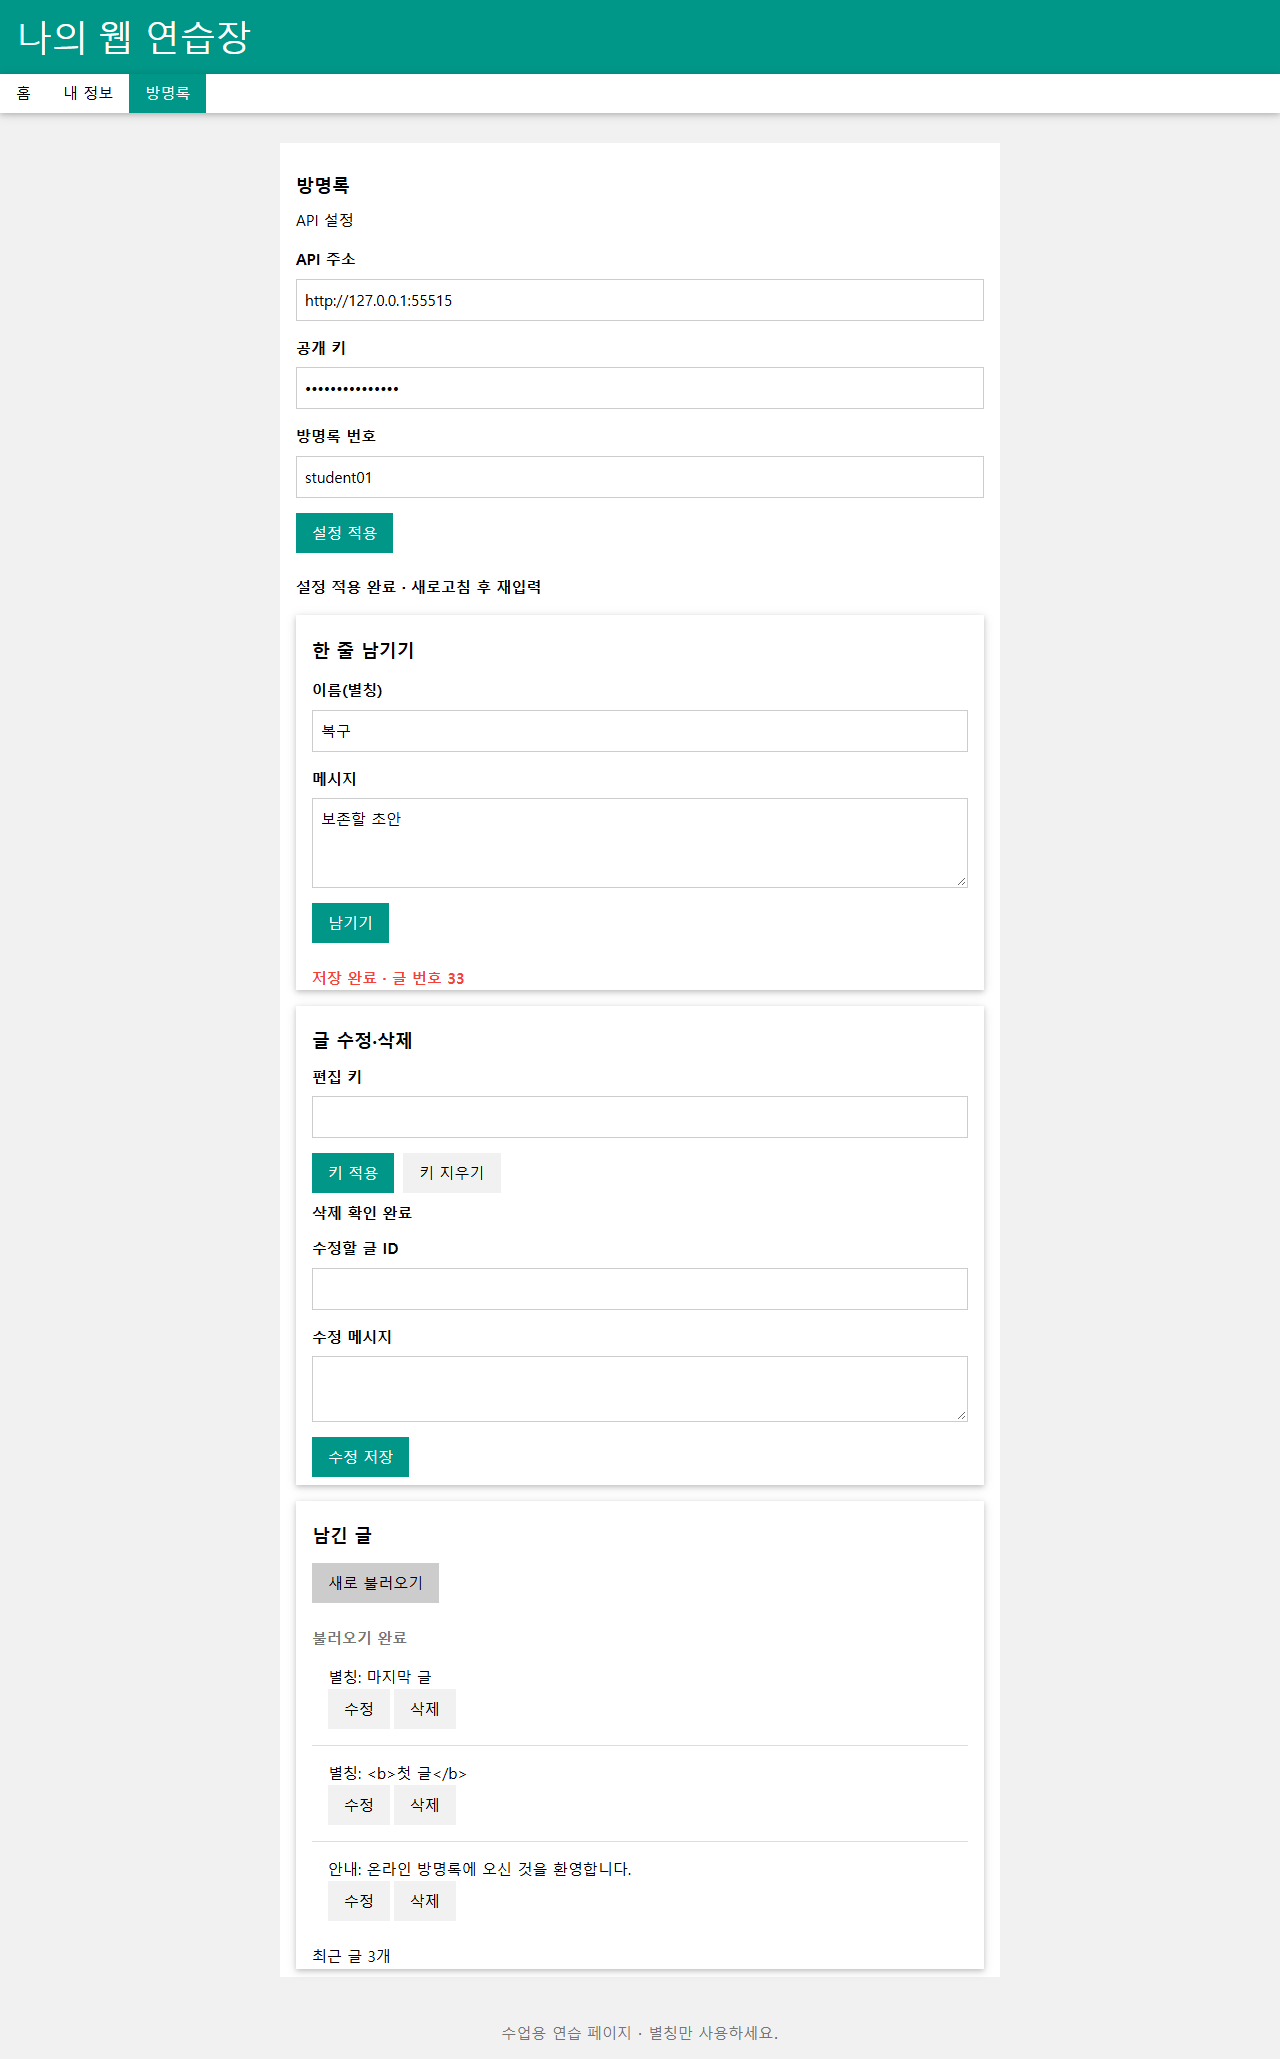 나의 웹 연습장
홈 내 정보 방명록
방명록
API 설정
API 주소
http://127.0.0.1:55515
공개 키
•••••••••••••••
방명록 번호
student01
설정 적용
설정 적용 완료 · 새로고침 후 재입력
한 줄 남기기
이름(별칭)
복구
메시지
보존할 초안
남기기
저장 완료 · 글 번호 33
글 수정·삭제
편집 키
키 적용 키 지우기
삭제 확인 완료
수정할 글 ID
수정 메시지
수정 저장
남긴 글
새로 불러오기
불러오기 완료
별칭: 마지막 글
수정 삭제
별칭: <b>첫 글</b>
수정 삭제
안내: 온라인 방명록에 오신 것을 환영합니다.
수정 삭제
최근 글 3개
수업용 연습 페이지 · 별칭만 사용하세요.